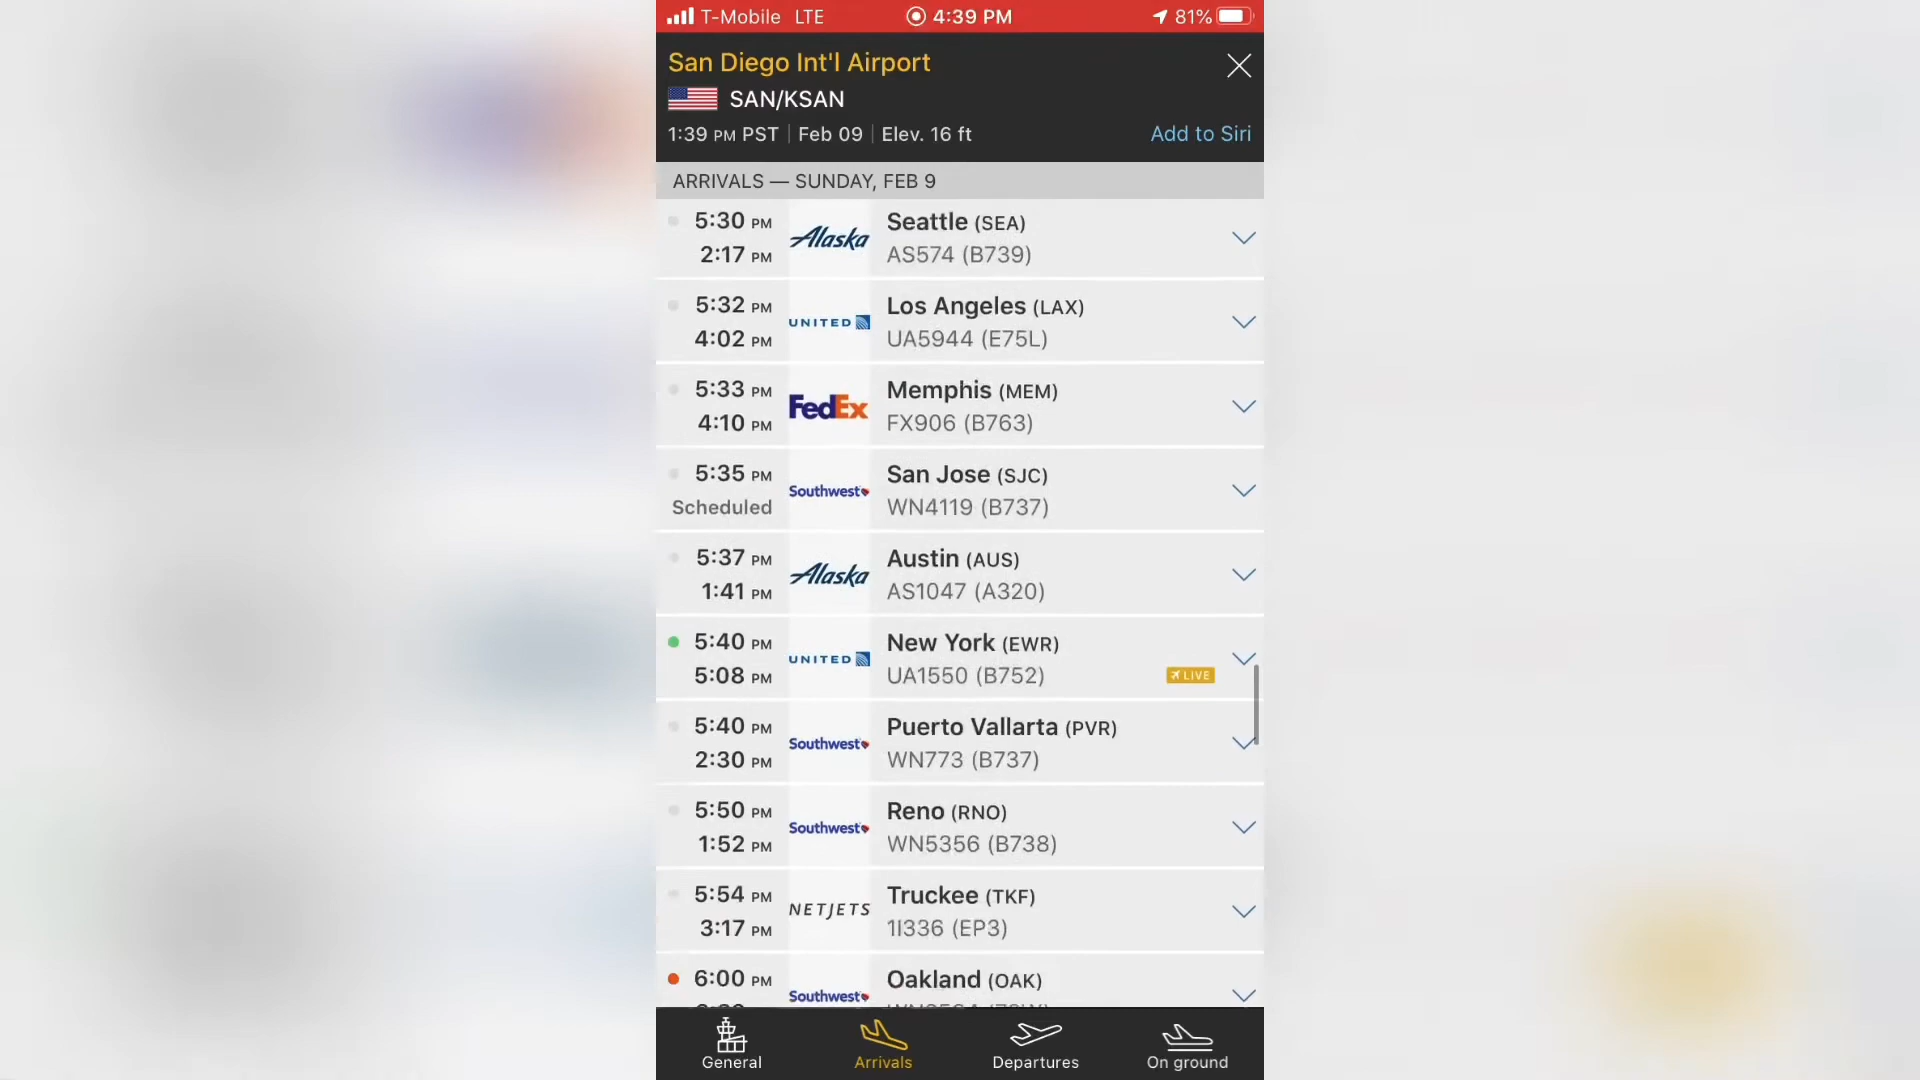 T-Mobile LTE 4:39 PM 81%
San Diego Int'l Airport
SAN/KSAN
1:39 PM PST | Feb 09 | Elev. 16 ft Add to Siri
ARRIVALS — SUNDAY, FEB 9
5:30 PM Alaska Seattle (SEA)
2:17 PM AS574 (B739)
5:32 PM UNITED Los Angeles (LAX)
4:02 PM UA5944 (E75L)
5:33 PM FedEx Memphis (MEM)
4:10 PM FX906 (B763)
5:35 PM Southwest San Jose (SJC)
Scheduled WN4119 (B737)
5:37 PM Alaska Austin (AUS)
1:41 PM AS1047 (A320)
5:40 PM UNITED New York (EWR)
5:08 PM UA1550 (B752) LIVE
5:40 PM Southwest Puerto Vallarta (PVR)
2:30 PM WN773 (B737)
5:50 PM Southwest Reno (RNO)
1:52 PM WN5356 (B738)
5:54 PM NETJETS Truckee (TKF)
3:17 PM 1I336 (EP3)
6:00 PM Southwest Oakland (OAK)
General Arrivals Departures On ground